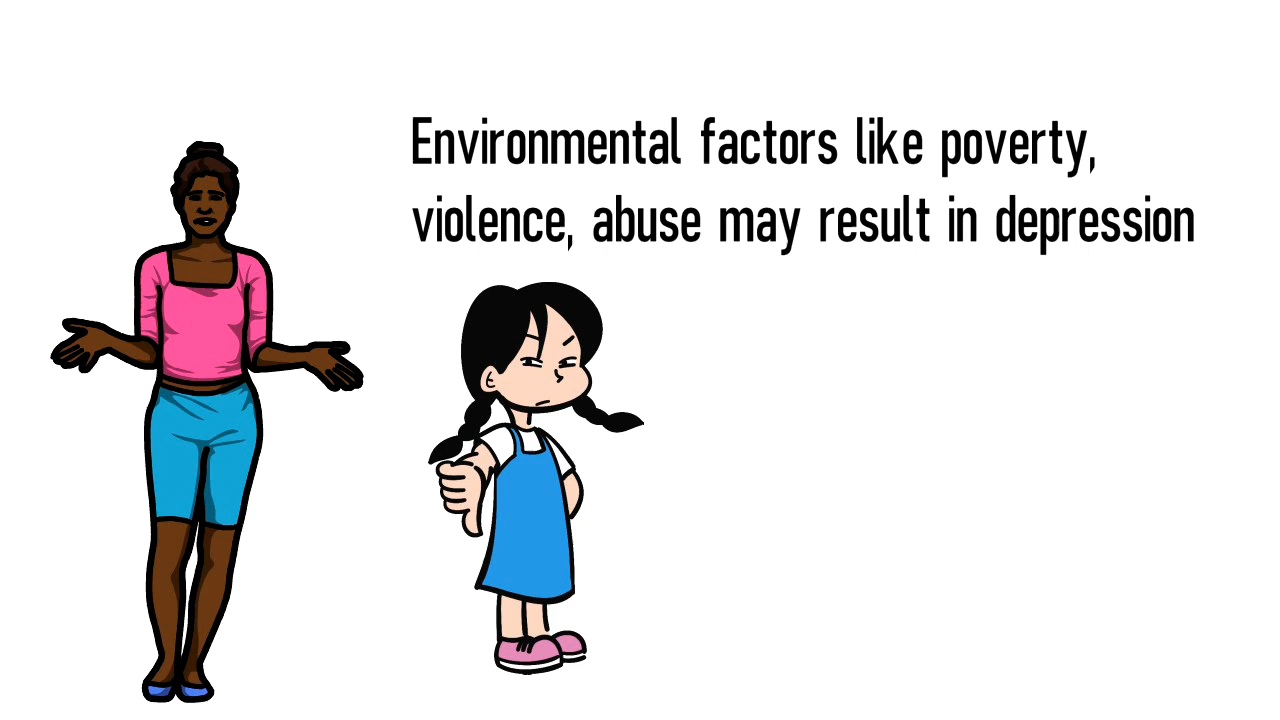 Environmental factors like poverty,
violence, abuse may result in depression